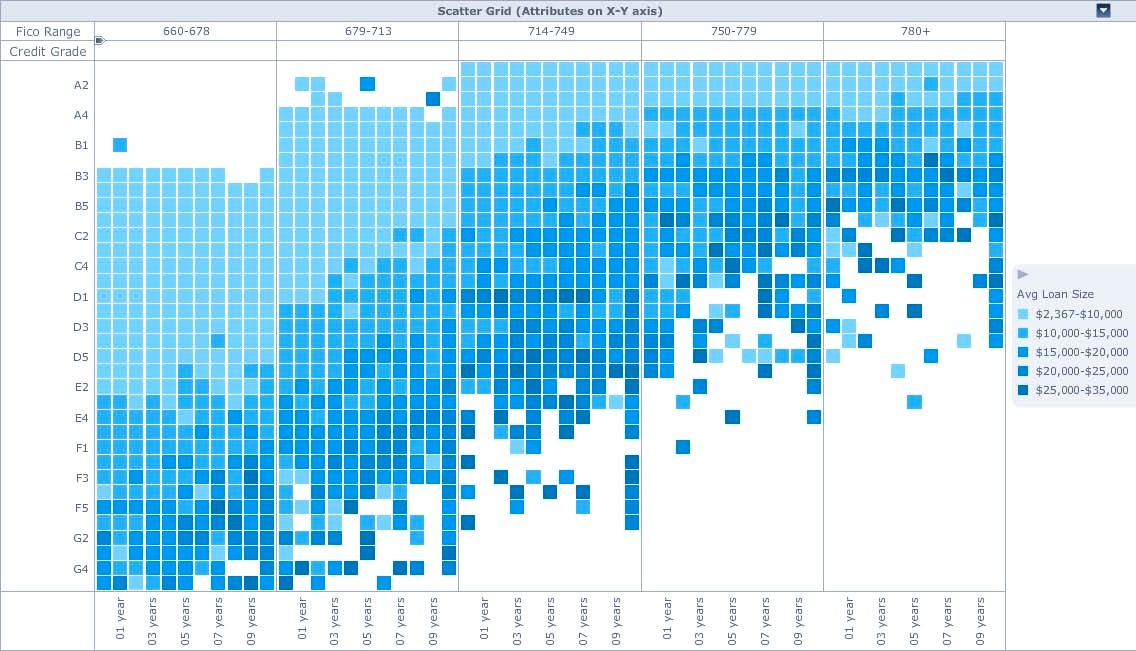 Scatter Grid (Attributes on X-Y axis)
Fico Range 660-678 679-713 714-749 750-779 780+
Credit Grade
A2
A4
B1
B3
B5
C2
C4
D1
D3
D5
E2
E4
F1
F3
F5
G2
G4
Avg Loan Size
$2,367-$10,000
$10,000-$15,000
$15,000-$20,000
$20,000-$25,000
$25,000-$35,000
01 year 03 years 05 years 07 years 09 years 01 year 03 years 05 years 07 years 09 years 01 year 03 years 05 years 07 years 09 years 01 year 03 years 05 years 07 years 09 years 01 year 03 years 05 years 07 years 09 years